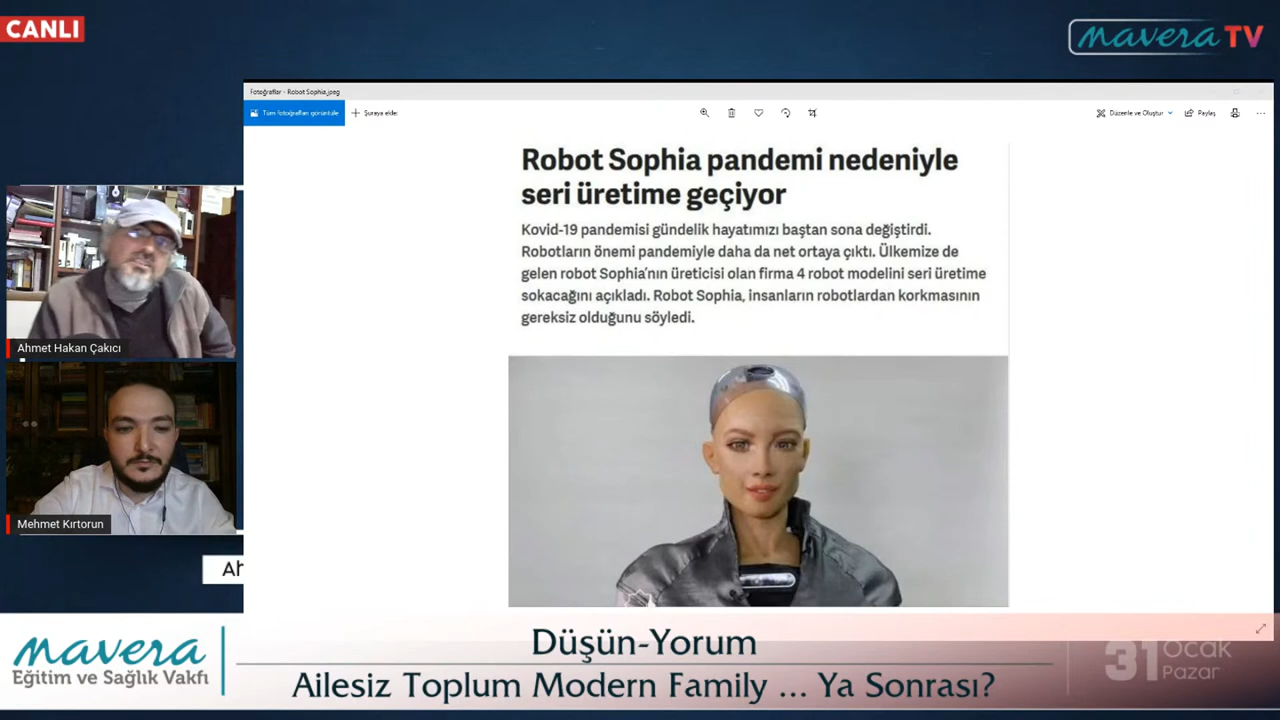 CANLI
mavera TV
Fotoğraflar - Robot Sophia.jpeg
Tüm fotoğrafları görüntüle
Şuraya ekle:
Düzenle ve Oluştur
Paylaş
Robot Sophia pandemi nedeniyle
seri üretime geçiyor
Kovid-19 pandemisi gündelik hayatımızı baştan sona değiştirdi.
Robotların önemi pandemiyle daha da net ortaya çıktı. Ülkemize de
gelen robot Sophia'nın üreticisi olan firma 4 robot modelini seri üretime
sokacağını açıkladı. Robot Sophia, insanların robotlardan korkmasının
gereksiz olduğunu söyledi.
Ahmet Hakan Çakıcı
Mehmet Kırtorun
Ah
mavera
Eğitim ve Sağlık Vakfı
Düşün-Yorum
Ailesiz Toplum Modern Family ... Ya Sonrası?
31 Ocak
Pazar